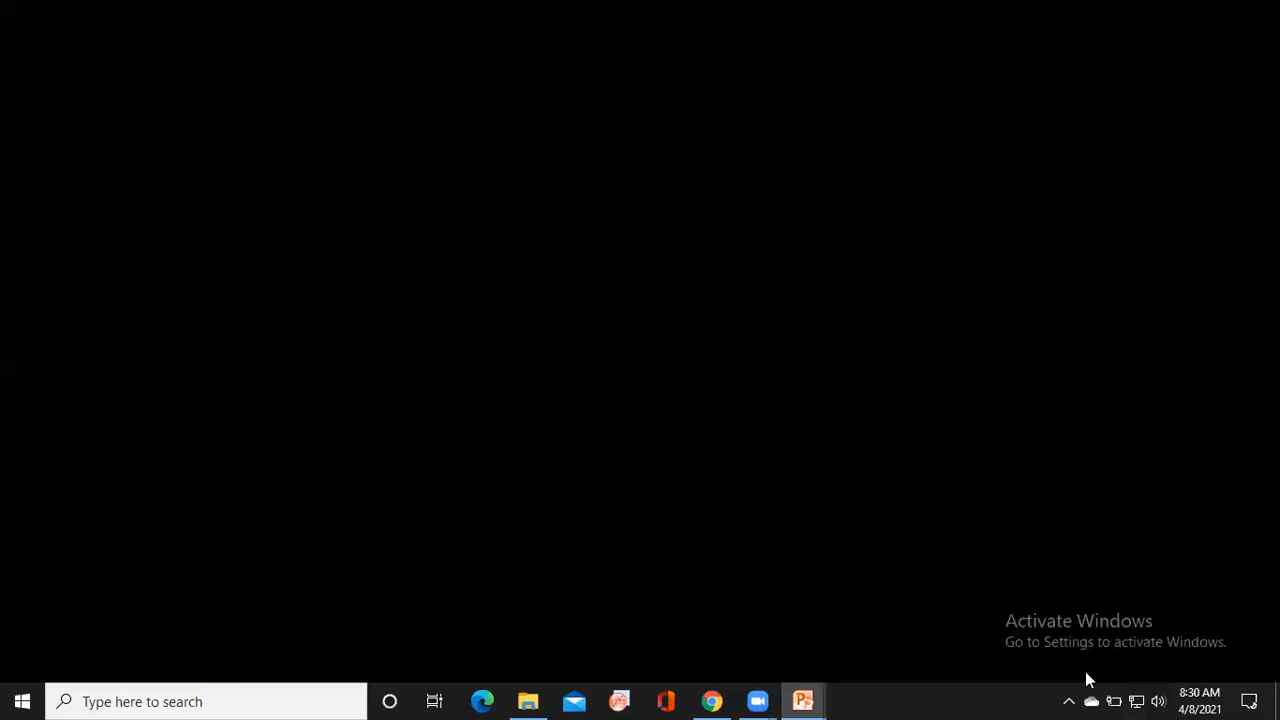 Activate Windows
Go to Settings to activate Windows.
Type here to search
8:30 AM
4/8/2021